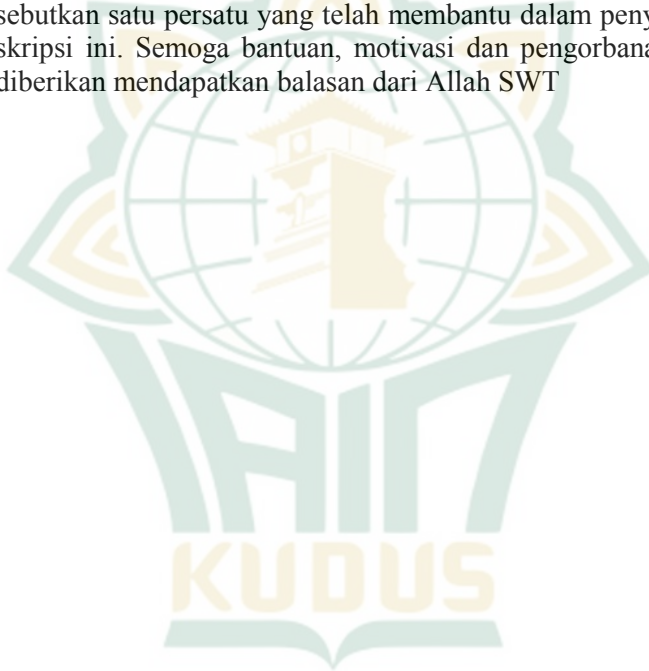 sebutkan satu persatu yang telah membantu dalam peny
skripsi ini. Semoga bantuan, motivasi dan pengorbana
diberikan mendapatkan balasan dari Allah SWT
IAIN
KUDUS